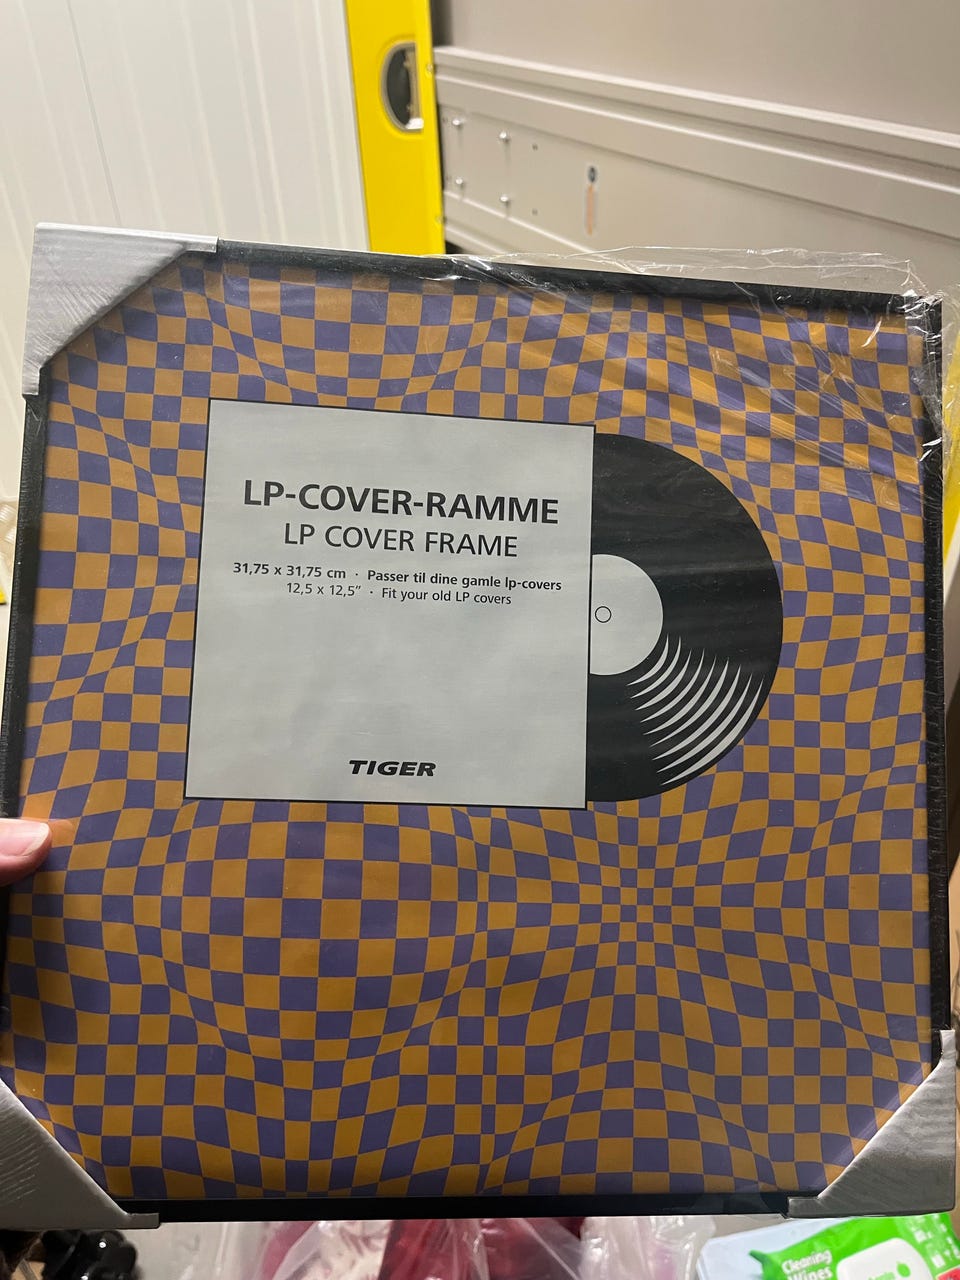 LP-COVER-RAMME
LP COVER FRAME
31,75 x 31,75 cm · Passer til dine gamle lp-covers
12,5 x 12,5” · Fit your old LP covers
TIGER
Cleaning
Wipes